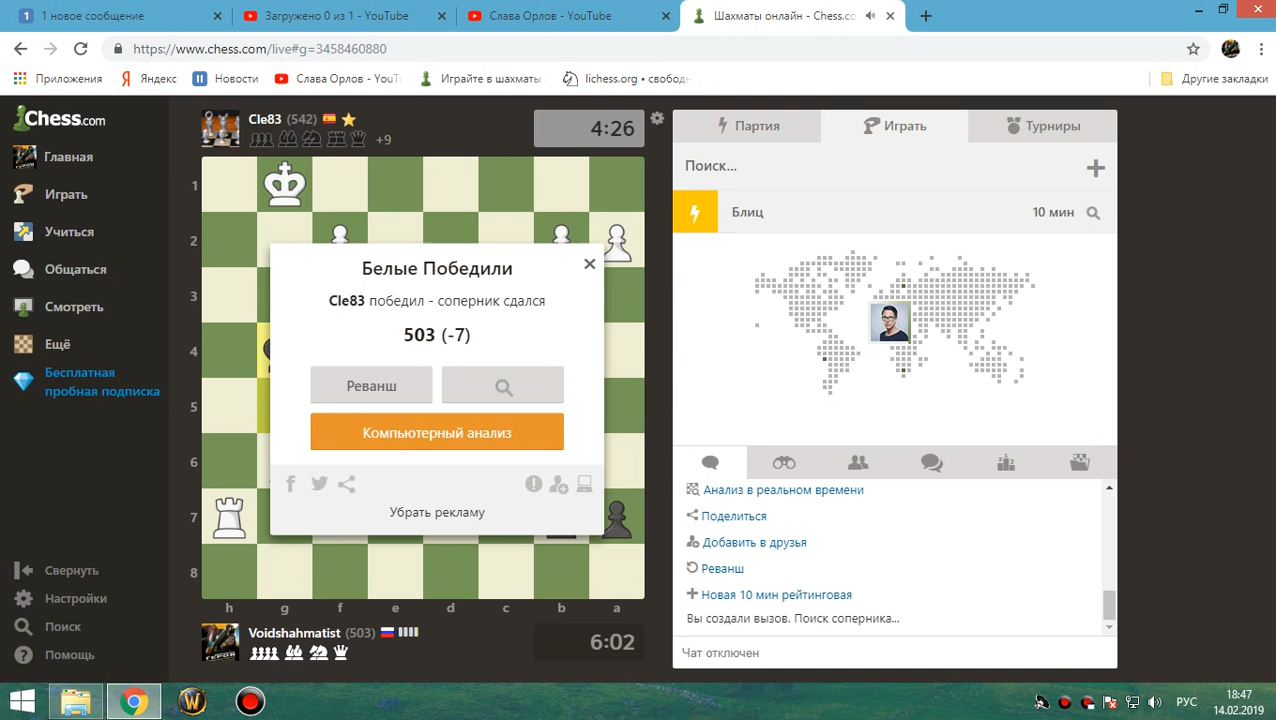 1 новое сообщение
Загружено 0 из 1 - YouTube
Слава Орлов - YouTube
Шахматы онлайн - Chess.co
https://www.chess.com/live#g=3458460880
Приложения
Яндекс
Новости
Слава Орлов - YouTu
Играйте в шахматы
lichess.org • свобод
Другие закладки
Chess.com
Главная
Играть
Учиться
Общаться
Смотреть
Ещё
Бесплатная
пробная подписка
Свернуть
Настройки
Поиск
Помощь
Cle83 (542)
+9
4:26
1
2
3
4
5
6
7
8
h g f e d c b a
Белые Победили
Cle83 победил - соперник сдался
503 (-7)
Реванш
Компьютерный анализ
Убрать рекламу
Voidshahmatist (503)
6:02
Партия
Играть
Турниры
Поиск...
Блиц
10 мин
Анализ в реальном времени
Поделиться
Добавить в друзья
Реванш
Новая 10 мин рейтинговая
Вы создали вызов. Поиск соперника...
Чат отключен
РУС
18:47
14.02.2019